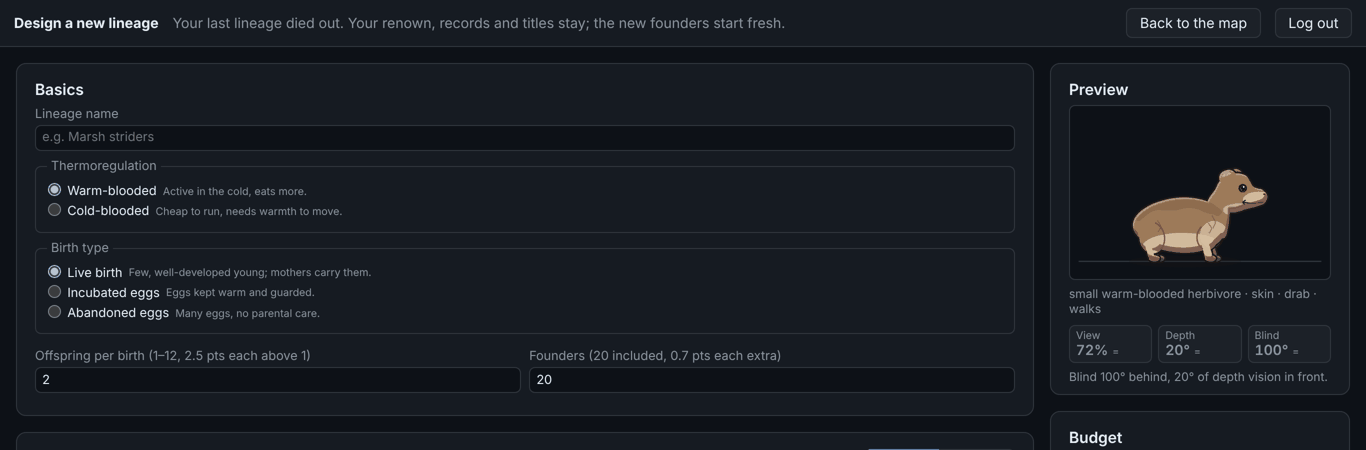 Design a new lineage
Your last lineage died out. Your renown, records and titles stay; the new founders start fresh.
Back to the map
Log out
Basics
Lineage name
e.g. Marsh striders
Thermoregulation
Warm-blooded Active in the cold, eats more.
Cold-blooded Cheap to run, needs warmth to move.
Birth type
Live birth Few, well-developed young; mothers carry them.
Incubated eggs Eggs kept warm and guarded.
Abandoned eggs Many eggs, no parental care.
Offspring per birth (1–12, 2.5 pts each above 1)
2
Founders (20 included, 0.7 pts each extra)
20
Preview
small warm-blooded herbivore · skin · drab ·
walks
View
72% =
Depth
20° =
Blind
100° =
Blind 100° behind, 20° of depth vision in front.
Budget